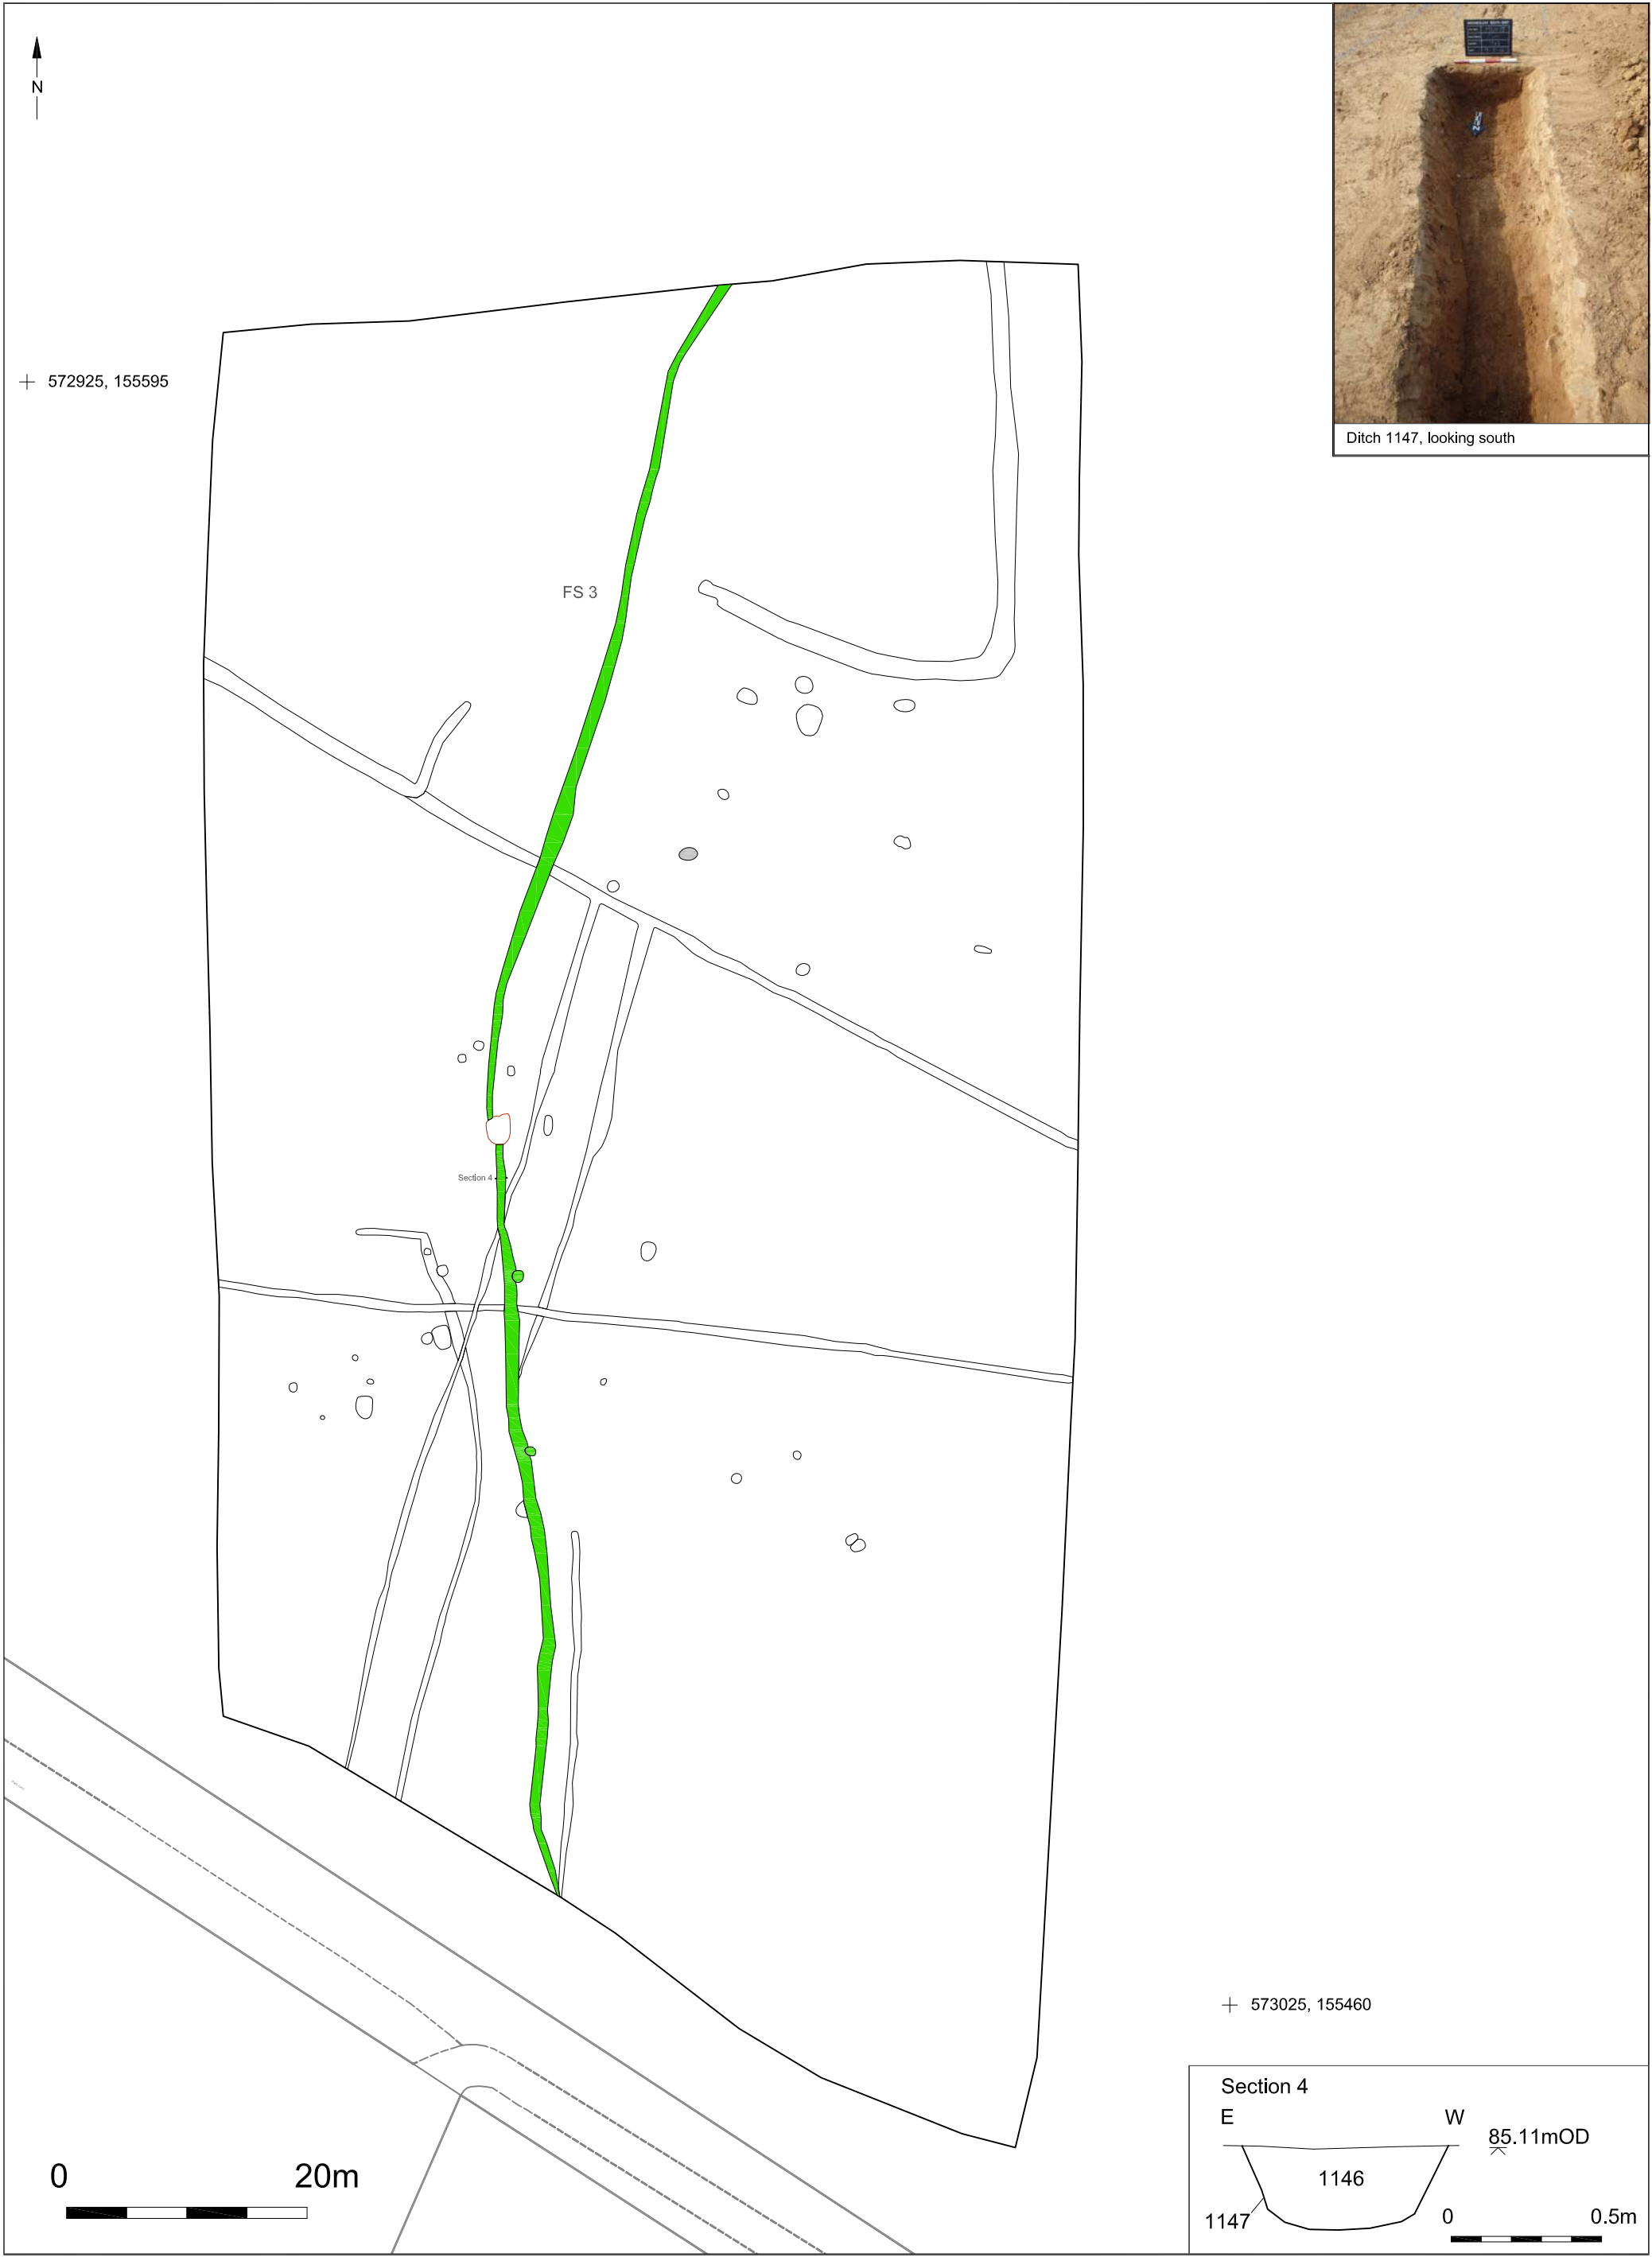 N
572925, 155595
Ditch 1147, looking south
FS 3
Section 4
573025, 155460
Section 4
E W
85.11mOD
1146
1147
0 0.5m
0 20m